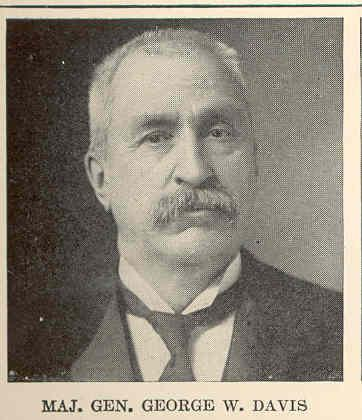 MAJ. GEN. GEORGE W. DAVIS